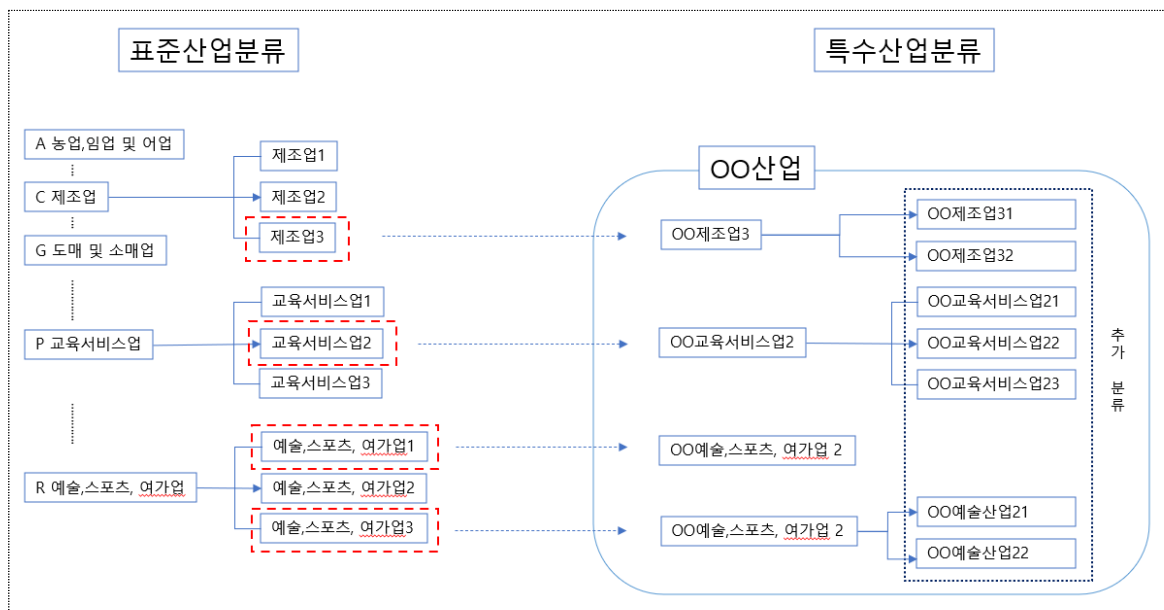 표준산업분류
특수산업분류
A 농업,임업 및 어업
C 제조업
G 도매 및 소매업
P 교육서비스업
R 예술,스포츠, 여가업
제조업1
제조업2
제조업3
교육서비스업1
교육서비스업2
교육서비스업3
예술,스포츠, 여가업1
예술,스포츠, 여가업2
예술,스포츠, 여가업3
OO산업
OO제조업3
OO교육서비스업2
OO예술,스포츠, 여가업 2
OO예술,스포츠, 여가업 2
OO제조업31
OO제조업32
OO교육서비스업21
OO교육서비스업22
OO교육서비스업23
OO예술산업21
OO예술산업22
추가 분류